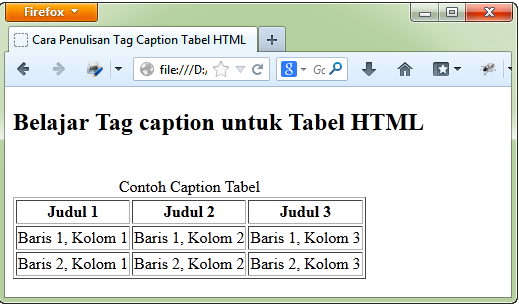 Firefox
Cara Penulisan Tag Caption Tabel HTML
file:///D:/
8 Go
Belajar Tag caption untuk Tabel HTML
Contoh Caption Tabel
Judul 1 Judul 2 Judul 3
Baris 1, Kolom 1 Baris 1, Kolom 2 Baris 1, Kolom 3
Baris 2, Kolom 1 Baris 2, Kolom 2 Baris 2, Kolom 3